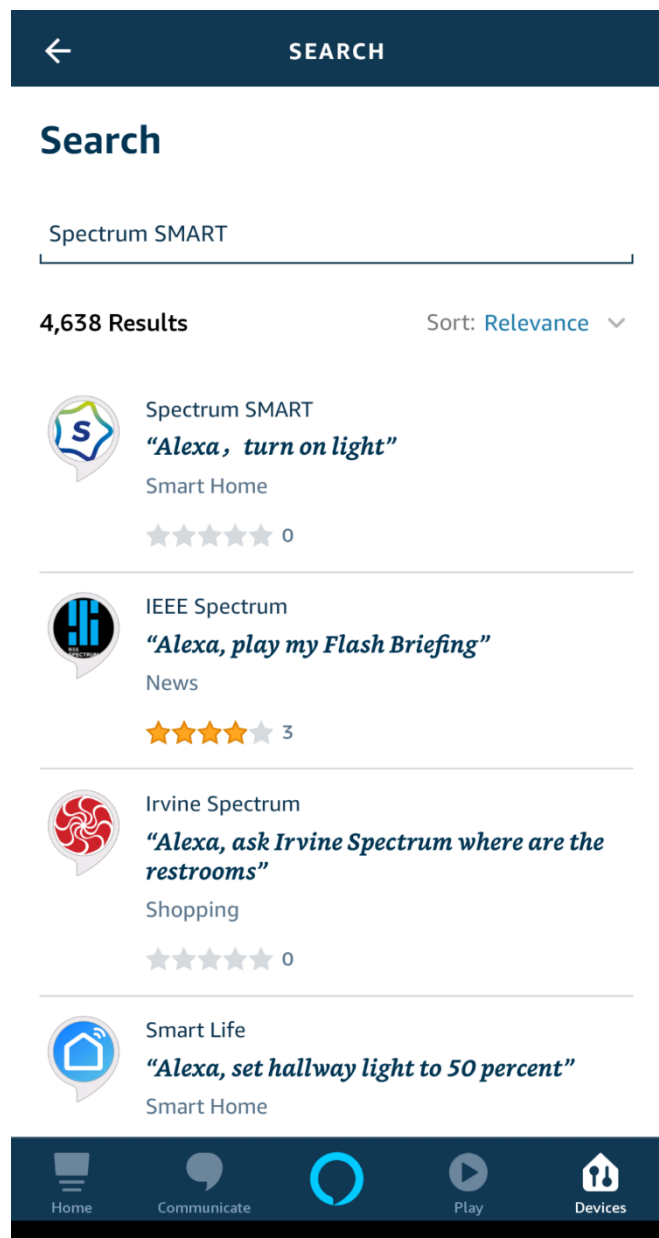 SEARCH
Search
Spectrum SMART
4,638 Results
Sort: Relevance
Spectrum SMART
“Alexa，turn on light”
Smart Home
0
S
IEEE Spectrum
“Alexa, play my Flash Briefing”
News
3
IEEE
SPECTRUM
Irvine Spectrum
“Alexa, ask Irvine Spectrum where are the
restrooms”
Shopping
0
Smart Life
“Alexa, set hallway light to 50 percent”
Smart Home
Home
Communicate
Play
Devices